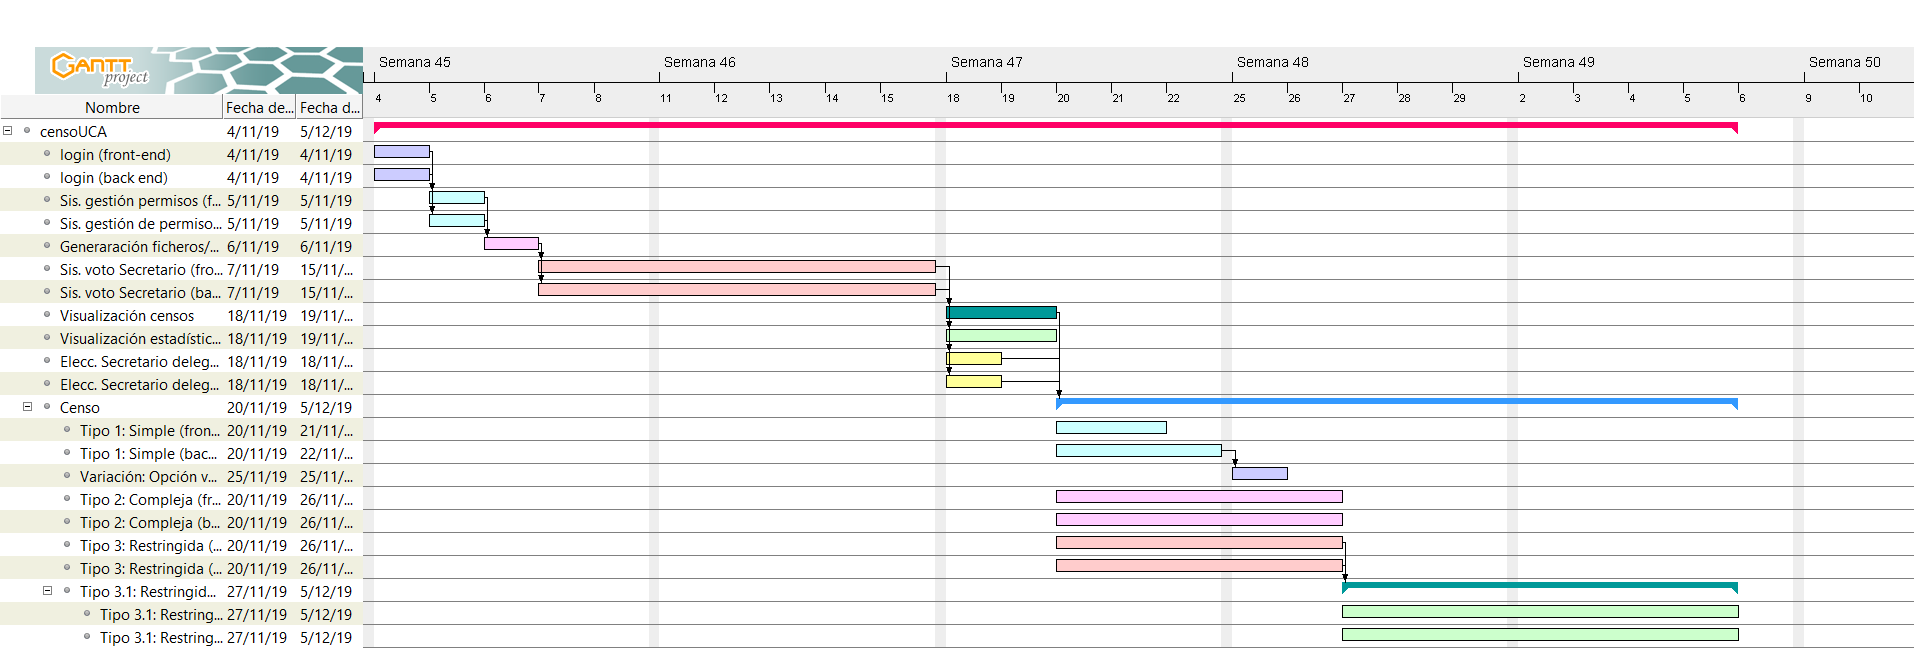 GANTT
project
Semana 45 Semana 46 Semana 47 Semana 48 Semana 49 Semana 50
Nombre Fecha de... Fecha d... 4 5 6 7 8 11 12 13 14 15 18 19 20 21 22 25 26 27 28 29 2 3 4 5 6 9 10
censoUCA 4/11/19 5/12/19
login (front-end) 4/11/19 4/11/19
login (back end) 4/11/19 4/11/19
Sis. gestión permisos (f... 5/11/19 5/11/19
Sis. gestión de permiso... 5/11/19 5/11/19
Generaración ficheros/... 6/11/19 6/11/19
Sis. voto Secretario (fro... 7/11/19 15/11/...
Sis. voto Secretario (ba... 7/11/19 15/11/...
Visualización censos 18/11/19 19/11/...
Visualización estadístic... 18/11/19 19/11/...
Elecc. Secretario deleg... 18/11/19 18/11/...
Elecc. Secretario deleg... 18/11/19 18/11/...
Censo 20/11/19 5/12/19
Tipo 1: Simple (fron... 20/11/19 21/11/...
Tipo 1: Simple (bac... 20/11/19 22/11/...
Variación: Opción v... 25/11/19 25/11/...
Tipo 2: Compleja (fr... 20/11/19 26/11/...
Tipo 2: Compleja (b... 20/11/19 26/11/...
Tipo 3: Restringida (... 20/11/19 26/11/...
Tipo 3: Restringida (... 20/11/19 26/11/...
Tipo 3.1: Restringid... 27/11/19 5/12/19
Tipo 3.1: Restring... 27/11/19 5/12/19
Tipo 3.1: Restring... 27/11/19 5/12/19